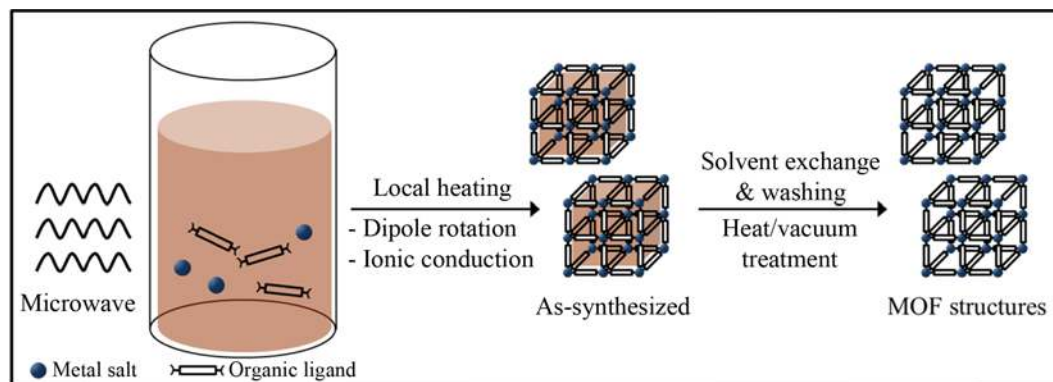 Microwave
Metal salt
Organic ligand
Local heating
- Dipole rotation
- Ionic conduction
As-synthesized
Solvent exchange
& washing
Heat/vacuum
treatment
MOF structures